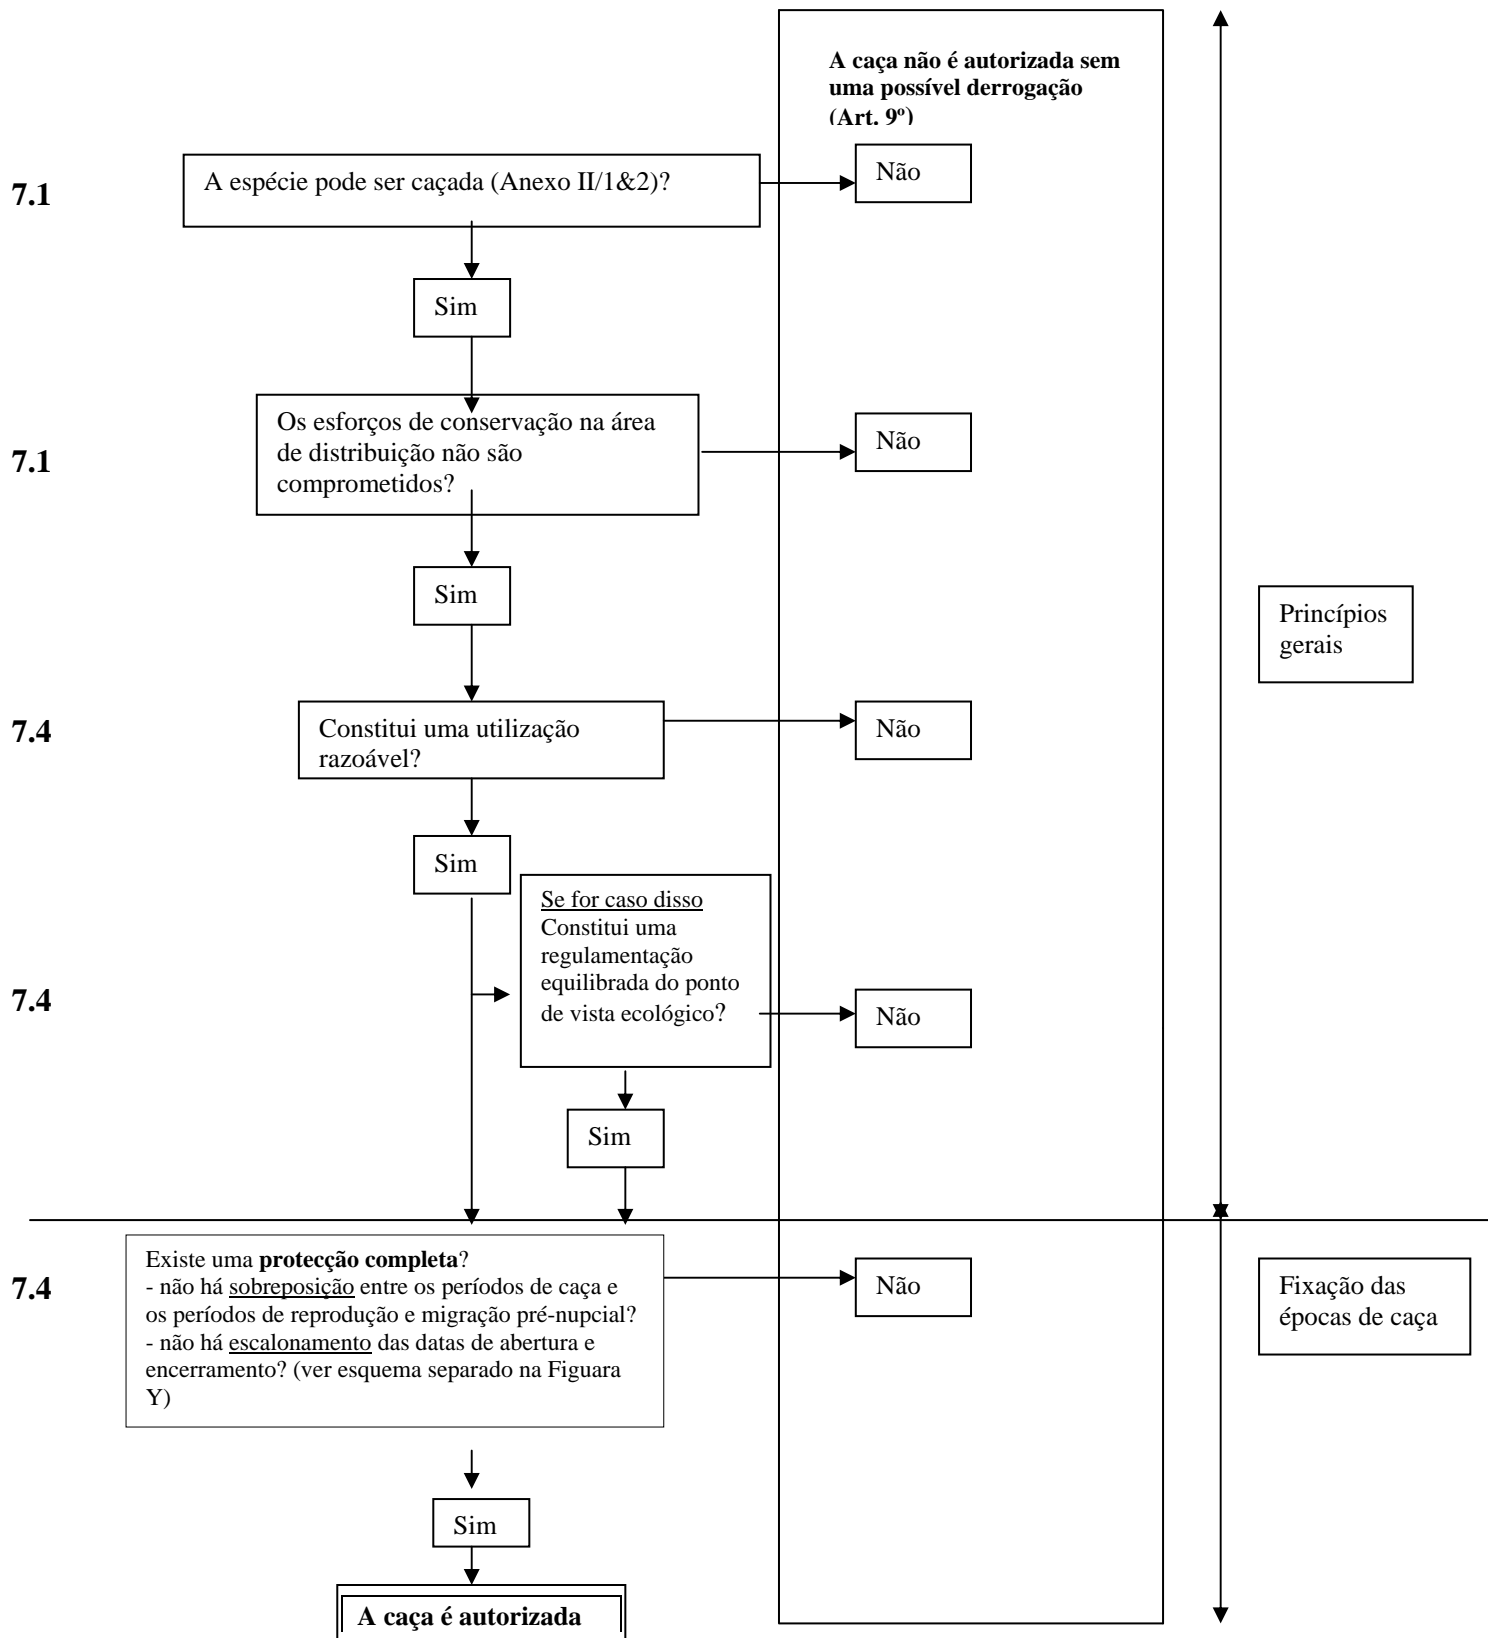 A caça não é autorizada sem
uma possível derrogação
(Art. 9º)
7.1
A espécie pode ser caçada (Anexo II/1&2)?
Não
Sim
7.1
Os esforços de conservação na área
de distribuição não são
comprometidos?
Não
Sim
Princípios
gerais
7.4
Constitui uma utilização
razoável?
Não
Sim
7.4
Se for caso disso
Constitui uma
regulamentação
equilibrada do ponto
de vista ecológico?
Não
Sim
7.4
Existe uma protecção completa?
- não há sobreposição entre os períodos de caça e
os períodos de reprodução e migração pré-nupcial?
- não há escalonamento das datas de abertura e
encerramento? (ver esquema separado na Figuara
Y)
Não
Fixação das
épocas de caça
Sim
A caça é autorizada